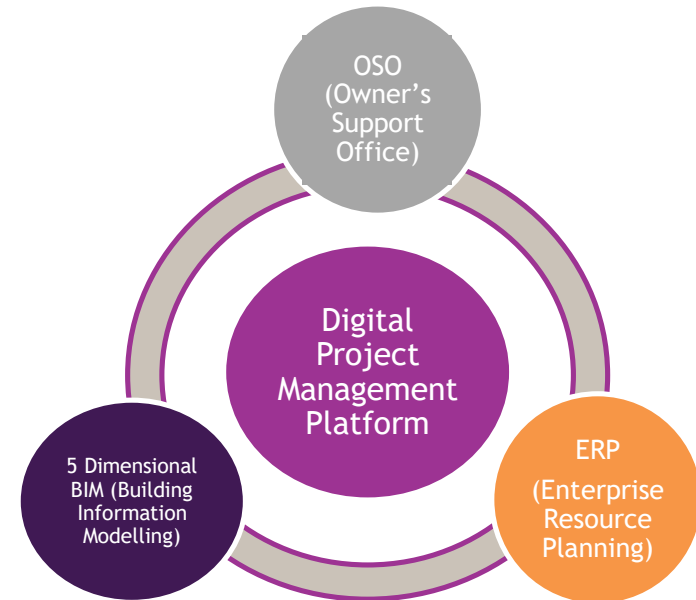 OSO
(Owner’s
Support
Office)
Digital
Project
Management
Platform
5 Dimensional
BIM (Building
Information
Modelling)
ERP
(Enterprise
Resource
Planning)